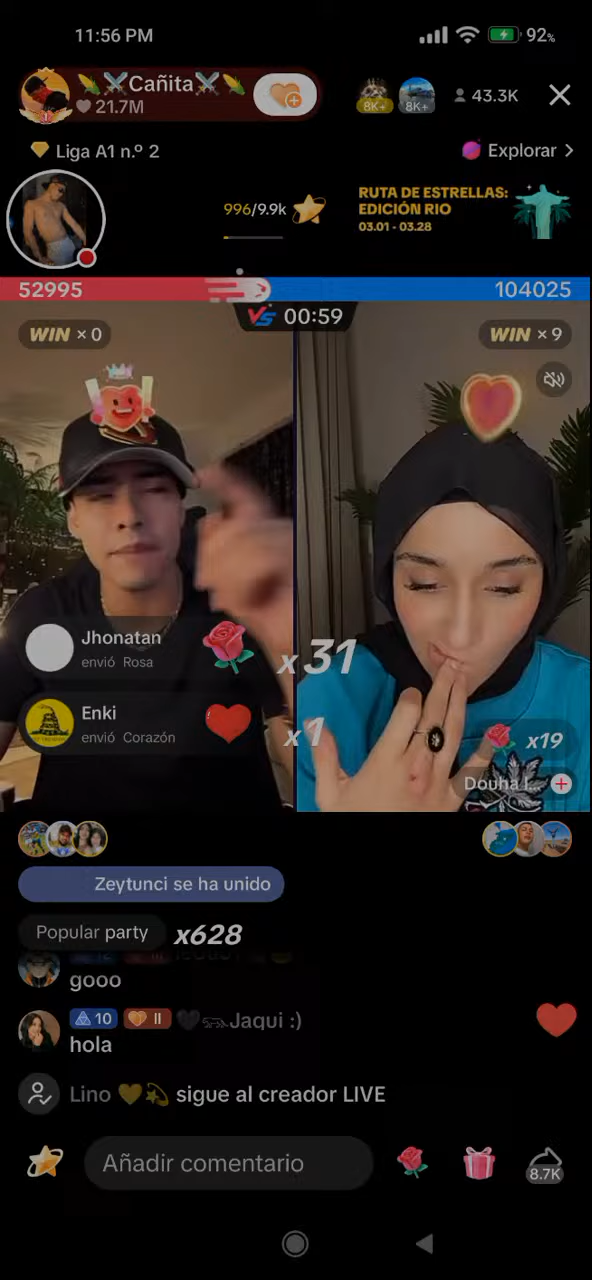 11:56 PM
92%
🌽⚔️Cañita⚔️🌽
21.7M
8K+
8K+
43.3K
Liga A1 n.º 2
Explorar
996/9.9k
RUTA DE ESTRELLAS:
EDICIÓN RIO
03.01 - 03.28
52995
104025
VS 00:59
WIN × 0
WIN × 9
Jhonatan
envió Rosa
x31
Enki
envió Corazón
x1
x19
Douha I...
Zeytunci se ha unido
Popular party
x628
gooo
10
II
Jaqui :)
hola
Lino 💛💫 sigue al creador LIVE
Añadir comentario
8.7K